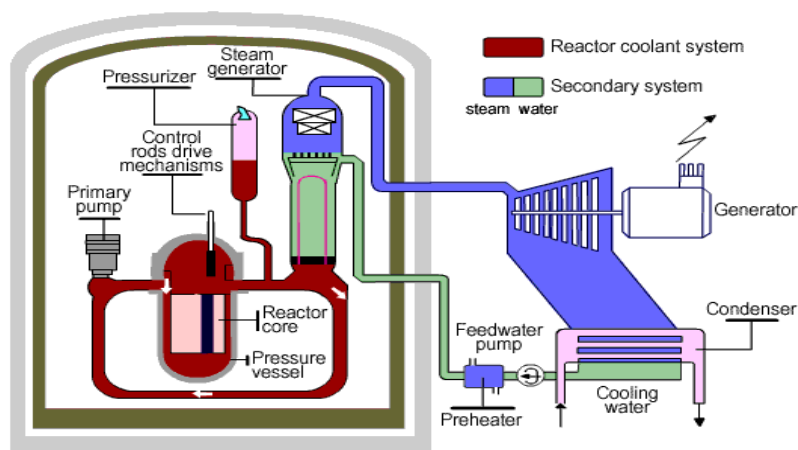 Steam
generator
Pressurizer
Control
rods drive
mechanisms
Primary
pump
Reactor
core
Pressure
vessel
Reactor coolant system
Secondary system
steam water
Generator
Condenser
Feedwater
pump
Preheater
Cooling
water